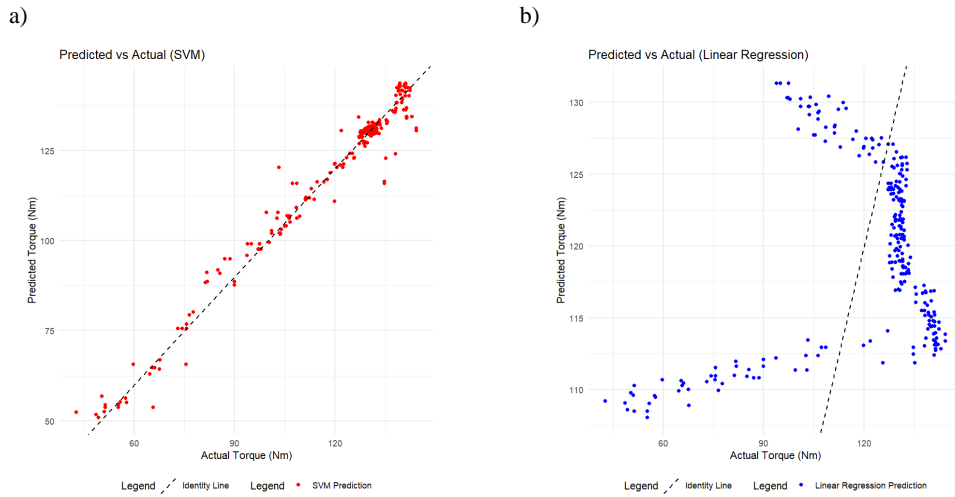 a)
b)
Predicted vs Actual (SVM)
Predicted vs Actual (Linear Regression)
Predicted Torque (Nm)
125
100
75
50
60
90
120
Actual Torque (Nm)
Legend Identity Line Legend SVM Prediction
Predicted Torque (Nm)
130
125
120
115
110
60
90
120
Actual Torque (Nm)
Legend Identity Line Legend Linear Regression Prediction